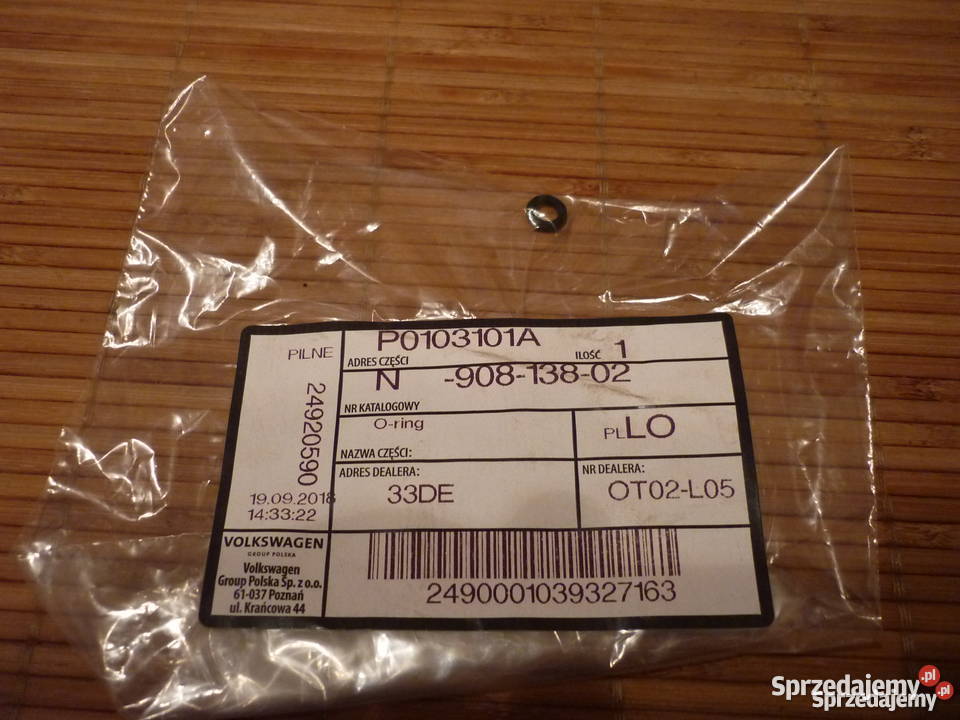 P0103101A
ADRES CZĘŚCI
ILOŚĆ 1
PILNE
N -908-138-02
NR KATALOGOWY
24920590
O-ring
NAZWA CZĘŚCI:
PL LO
ADRES DEALERA:
33DE
NR DEALERA:
OT02-L05
19.09.2018
14:33:22
VOLKSWAGEN
GROUP POLSKA
Volkswagen
Group Polska Sp. z o.o.
61-037 Poznań
ul. Krańcowa 44
2490001039327163
Sprzedajemy.pl
Sprzedajemy.pl